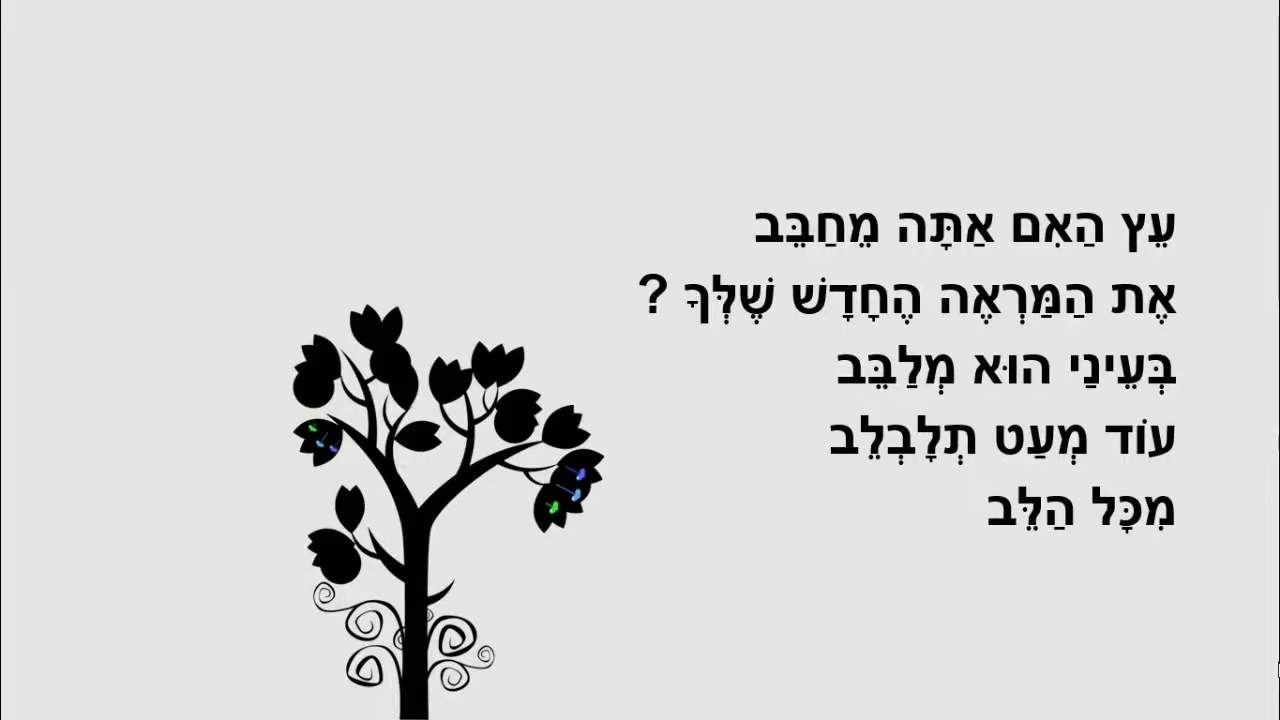 עֵץ הַאִם אַתָּה מֵחַבֵּב
אֶת הַמַּרְאֶה הֶחָדָשׁ שֶׁלְּךָ ?
בְּעֵינַי הוּא מְלַבֵּב
עוֹד מְעַט תְלָבְלֵב
מִכָּל הַלֵּב